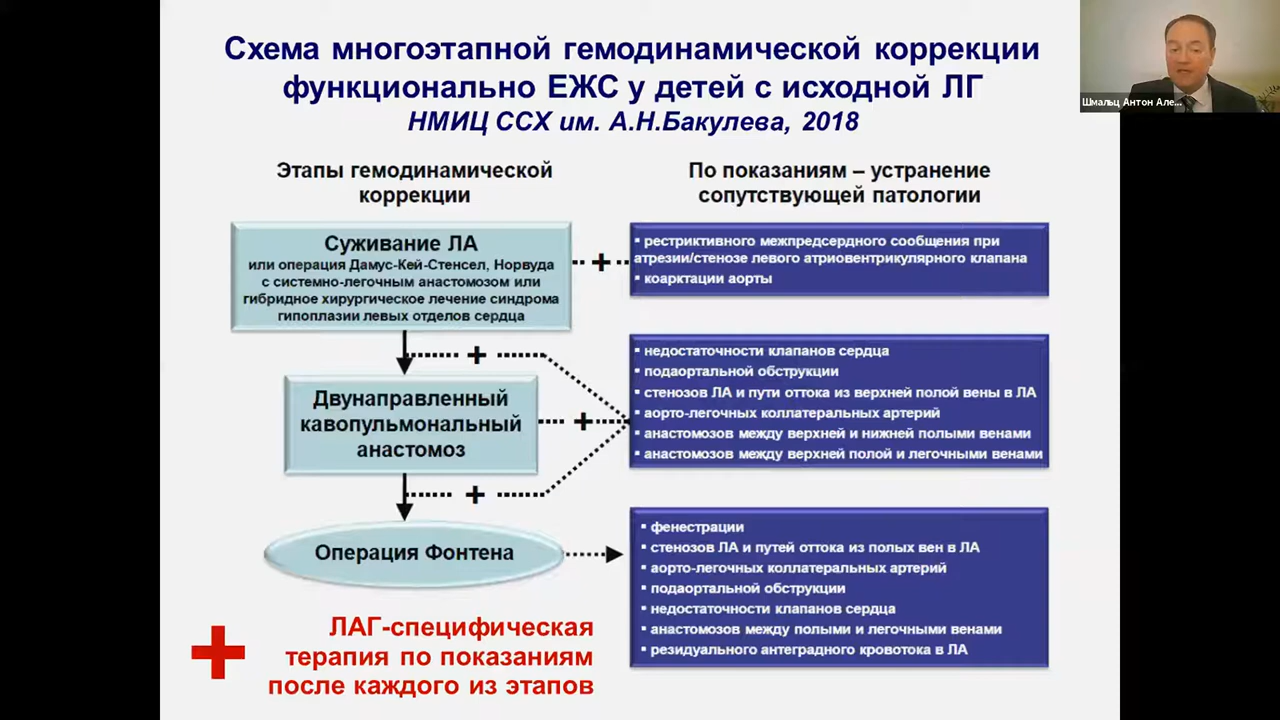 Схема многоэтапной гемодинамической коррекции
функционально ЕЖС у детей с исходной ЛГ
НМИЦ ССХ им. А.Н.Бакулева, 2018
Шмальц Антон Але...
Этапы гемодинамической
коррекции
По показаниям – устранение
сопутствующей патологии
Суживание ЛА
или операция Дамус-Кей-Стенсел, Норвуда
с системно-легочным анастомозом или
гибридное хирургическое лечение синдрома
гипоплазии левых отделов сердца
+
▪ рестриктивного межпредсердного сообщения при
атрезии/стенозе левого атриовентрикулярного клапана
▪ коарктации аорты
+
Двунаправленный
кавопульмональный
анастомоз
+
▪ недостаточности клапанов сердца
▪ подаортальной обструкции
▪ стенозов ЛА и пути оттока из верхней полой вены в ЛА
▪ аорто-легочных коллатеральных артерий
▪ анастомозов между верхней и нижней полыми венами
▪ анастомозов между верхней полой и легочными венами
+
Операция Фонтена
▪ фенестрации
▪ стенозов ЛА и путей оттока из полых вен в ЛА
▪ аорто-легочных коллатеральных артерий
▪ подаортальной обструкции
▪ недостаточности клапанов сердца
▪ анастомозов между полыми и легочными венами
▪ резидуального антеградного кровотока в ЛА
+
ЛАГ-специфическая
терапия по показаниям
после каждого из этапов